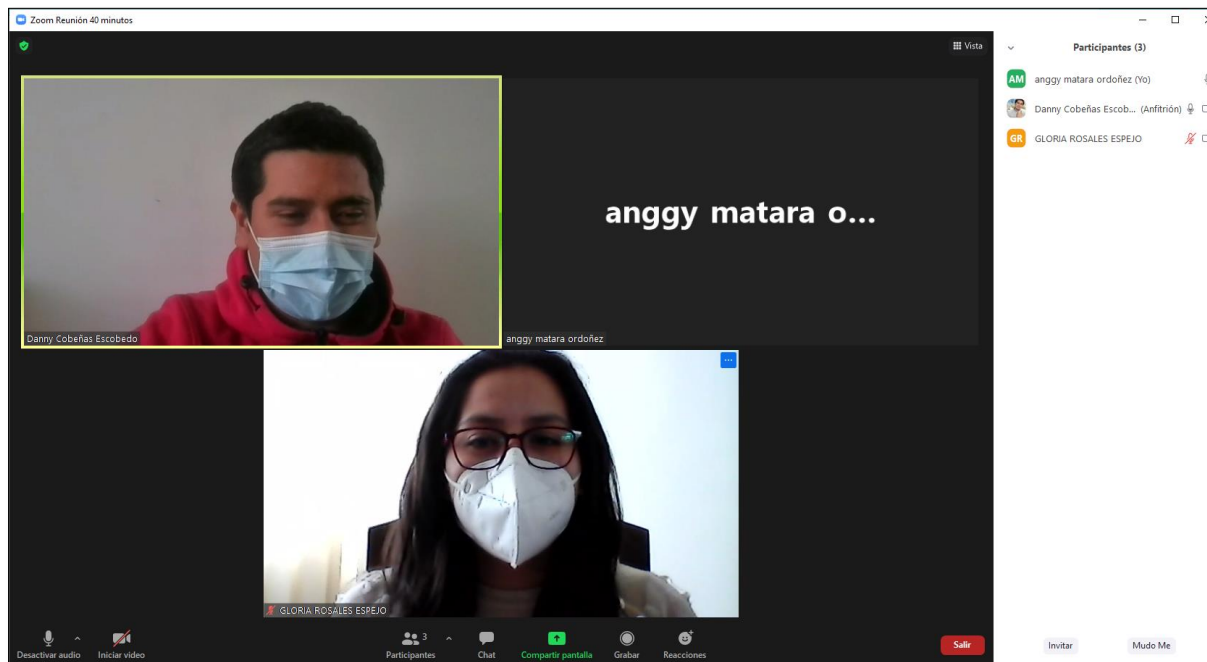 Zoom Reunión 40 minutos
Vista
Participantes (3)
AM anggy matara ordoñez (Yo)
Danny Cobeñas Escob... (Anfitrión)
GR GLORIA ROSALES ESPEJO
anggy matara o...
Danny Cobeñas Escobedo
anggy matara ordoñez
GLORIA ROSALES ESPEJO
Desactivar audio
Iniciar video
3
Participantes
Chat
Compartir pantalla
Grabar
Reacciones
Salir
Invitar
Mudo Me